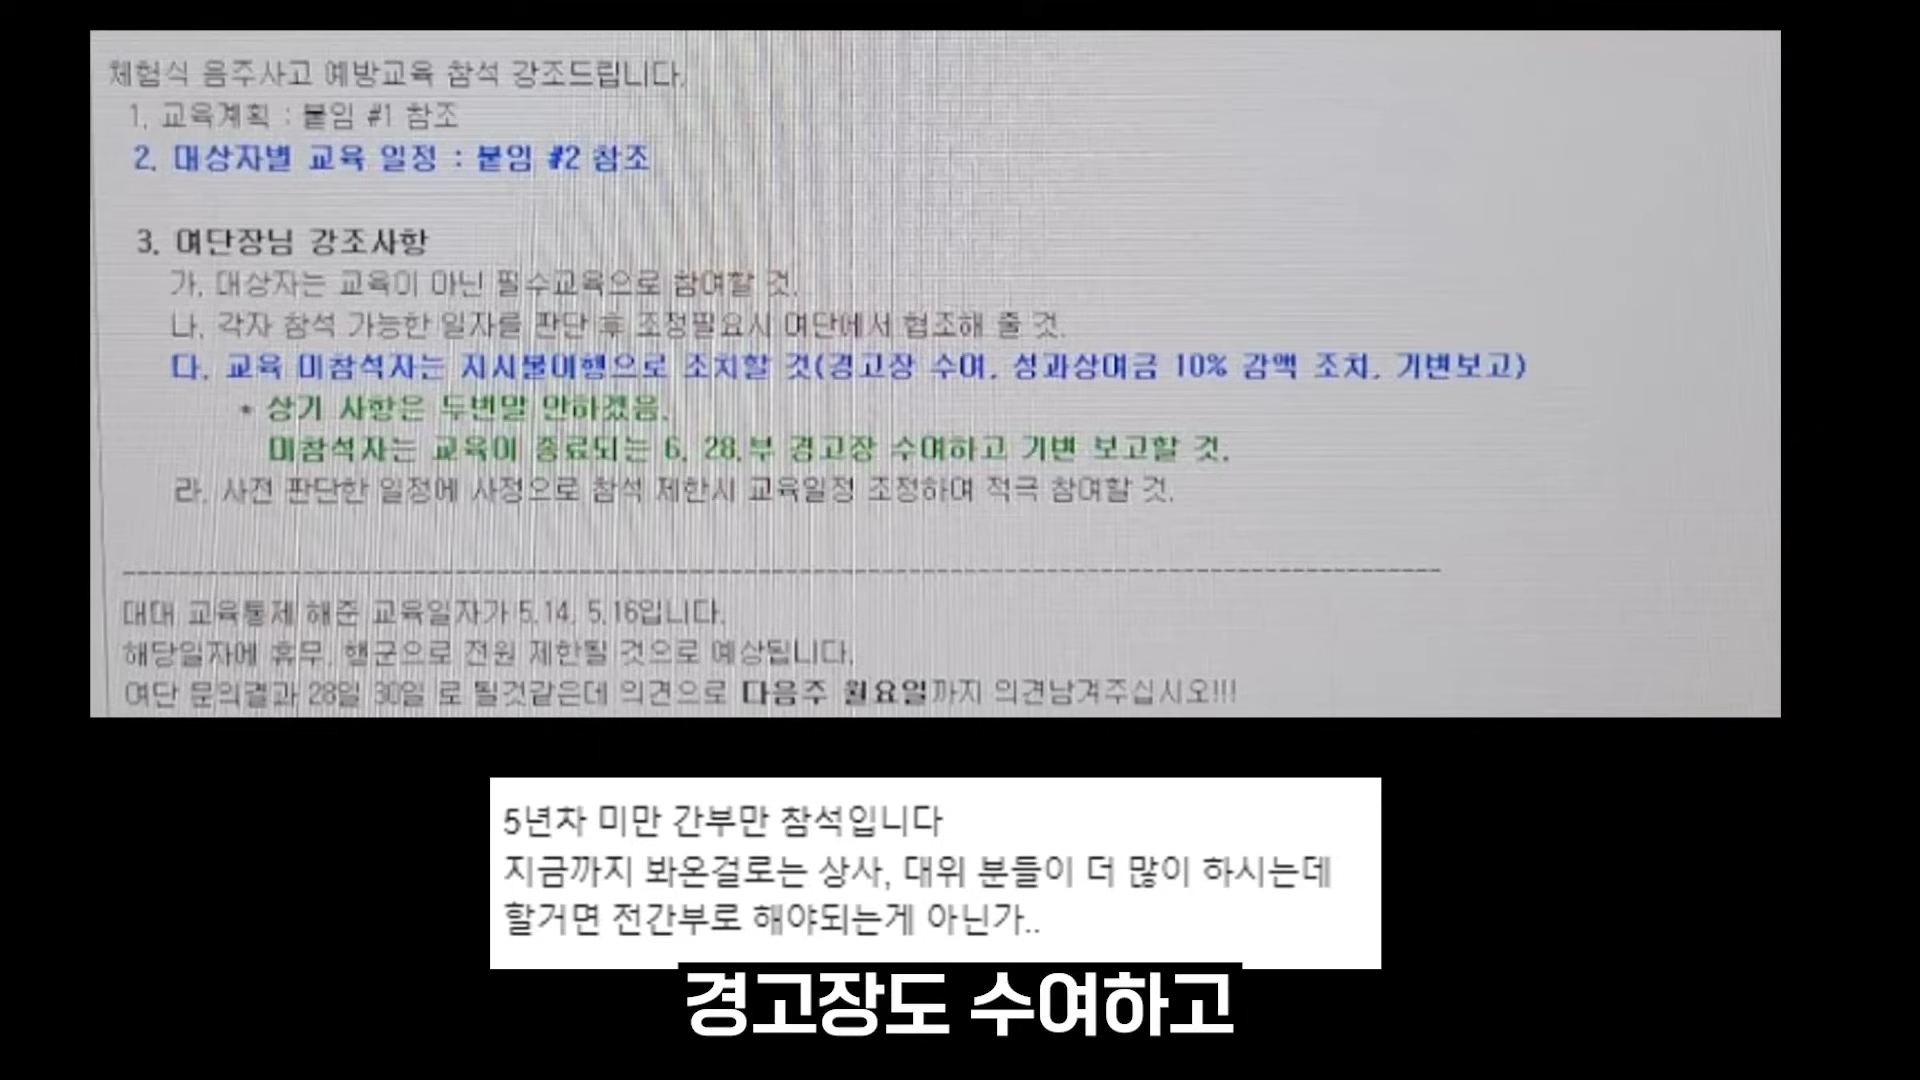 체험식 음주사고 예방교육 참석 강조드립니다.
1. 교육계획 : 붙임 #1 참조
2. 대상자별 교육 일정 : 붙임 #2 참조
3. 여단장님 강조사항
가. 대상자는 교육이 아닌 필수교육으로 참여할 것.
나. 각자 참석 가능한 일자를 판단 후 조정필요시 여단에서 협조해 줄 것.
다. 교육 미참석자는 지시불이행으로 조치할 것(경고장 수여, 성과상여금 10% 감액 조치, 기변보고)
* 상기 사항은 두번말 안하겠음.
미참석자는 교육이 종료되는 6. 28.부 경고장 수여하고 기변 보고할 것.
라. 사전 판단한 일정에 사정으로 참석 제한시 교육일정 조정하여 적극 참여할 것.
--------------------------------------------------------------------------------
대대 교육통제 해준 교육일자가 5.14, 5.16입니다.
해당일자에 휴무, 행군으로 전원 제한될 것으로 예상됩니다.
여단 문의결과 28일 30일 로 될것같은데 의견으로 다음주 월요일까지 의견남겨주십시오!!!
5년차 미만 간부만 참석입니다
지금까지 봐온걸로는 상사, 대위 분들이 더 많이 하시는데
할거면 전간부로 해야되는게 아닌가..
경고장도 수여하고